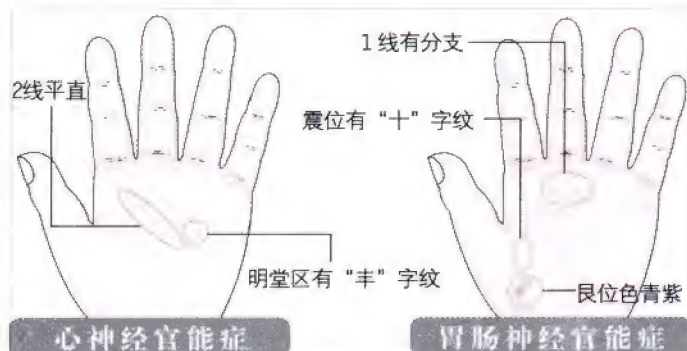 2线平直
明堂区有“丰”字纹
心神经官能症
1线有分支
震位有“十”字纹
艮位色青紫
胃肠神经官能症